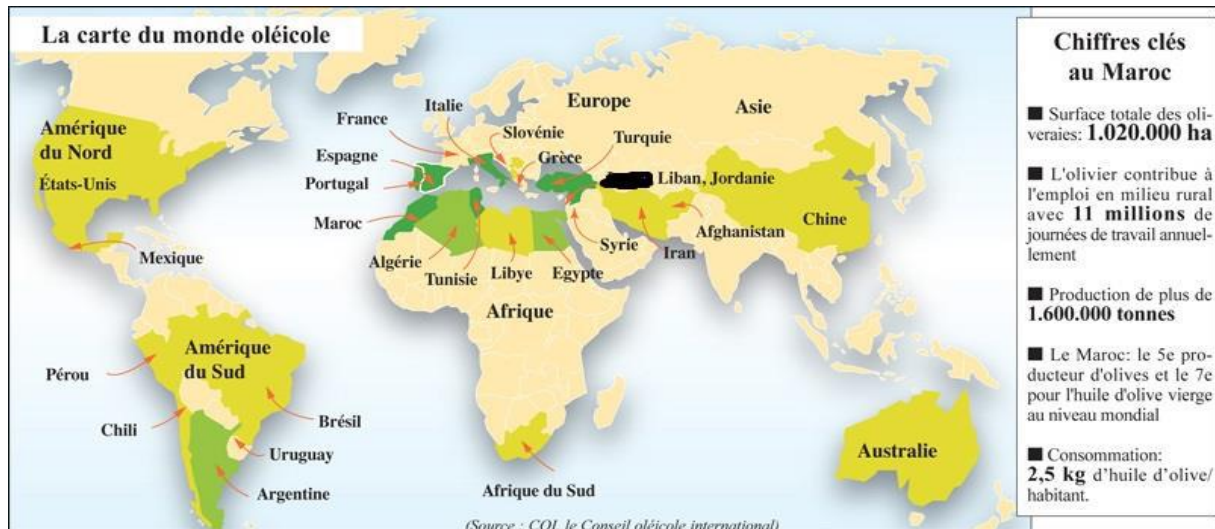 La carte du monde oléicole
Amérique
du Nord
États-Unis
Mexique
Amérique
du Sud
Pérou
Chili
Brésil
Uruguay
Argentine
Europe
Asie
Italie
France
Slovénie
Turquie
Espagne
Grèce
Portugal
Liban, Jordanie
Maroc
Chine
Afghanistan
Syrie
Iran
Algérie
Tunisie
Libye
Egypte
Afrique
Afrique du Sud
Australie
(Source : COI, le Conseil oléicole international)
Chiffres clés
au Maroc
■ Surface totale des oli-
veraies: 1.020.000 ha
■ L'olivier contribue à
l'emploi en milieu rural
avec 11 millions de
journées de travail annuel-
lement
■ Production de plus de
1.600.000 tonnes
■ Le Maroc: le 5e pro-
ducteur d'olives et le 7e
pour l'huile d'olive vierge
au niveau mondial
■ Consommation:
2,5 kg d'huile d'olive/
habitant.